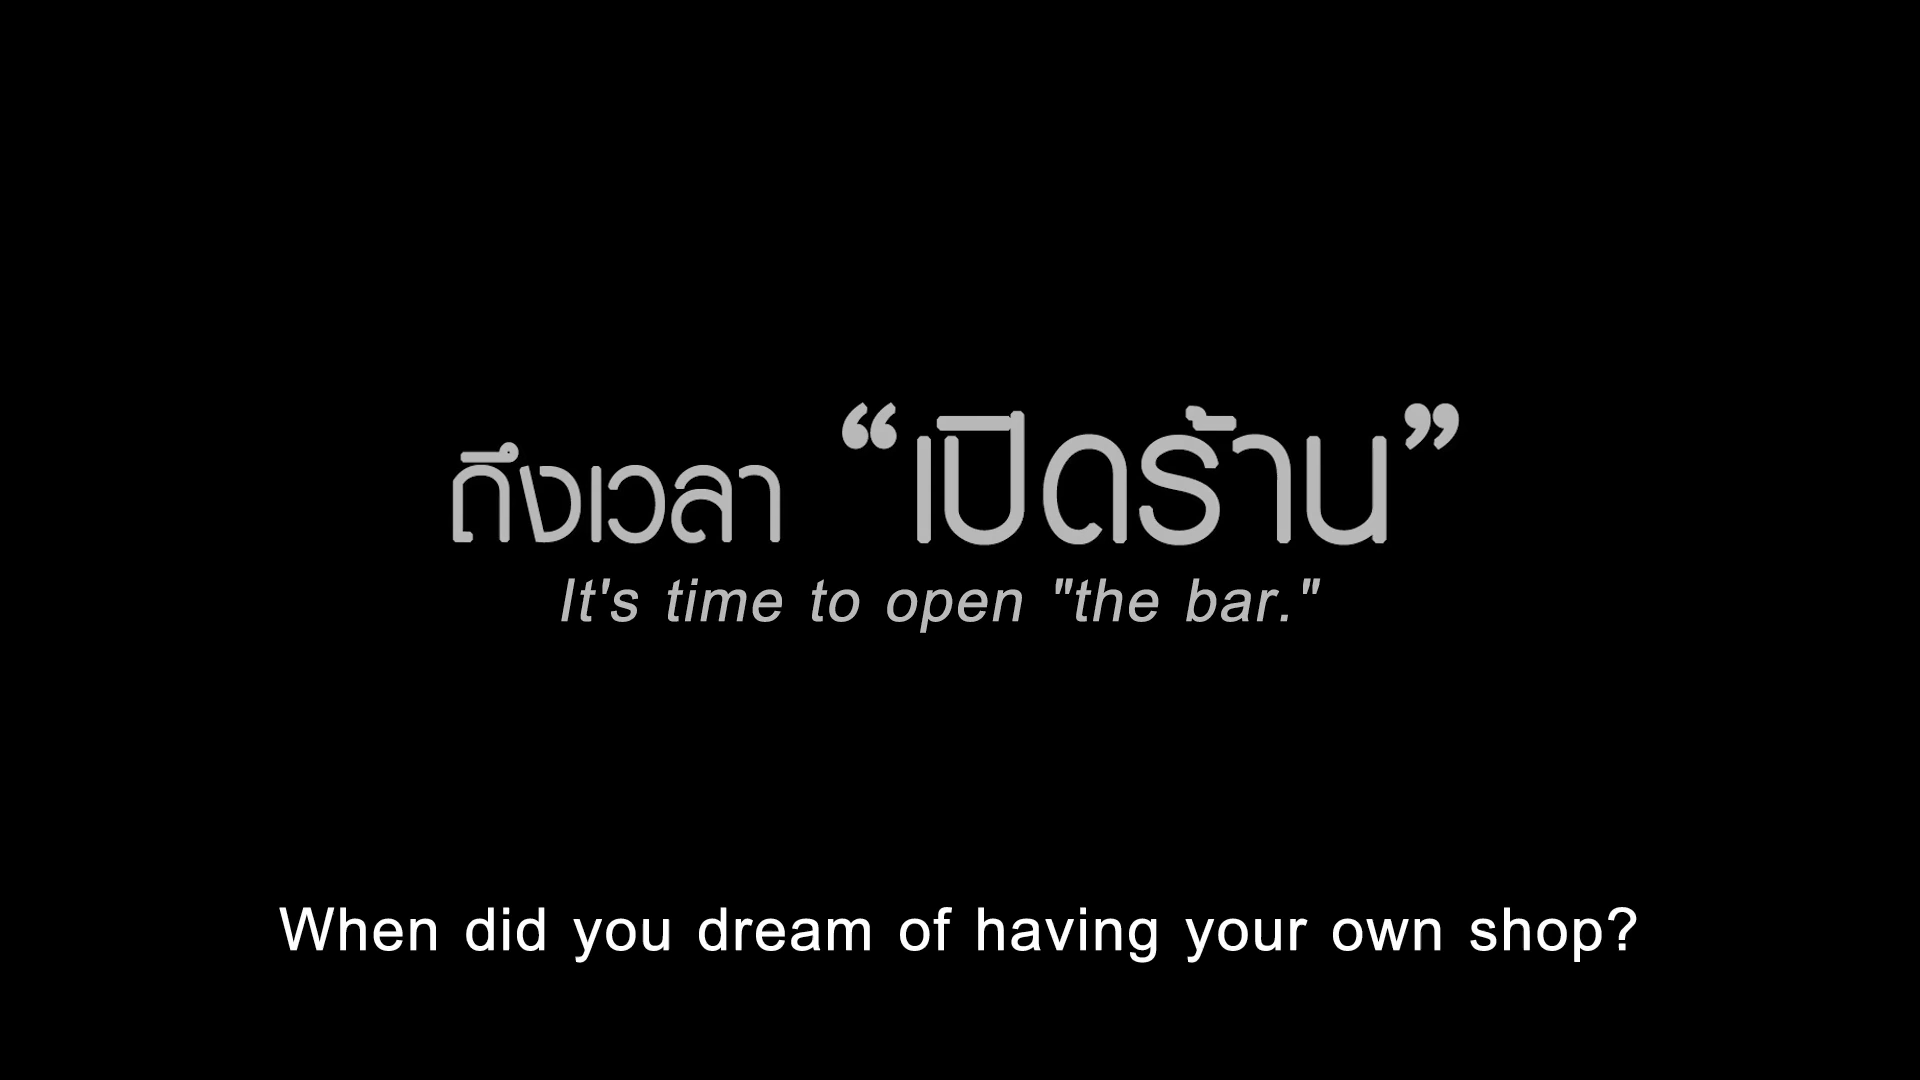 ถึงเวลา “เปิดร้าน”
It's time to open "the bar."
When did you dream of having your own shop?